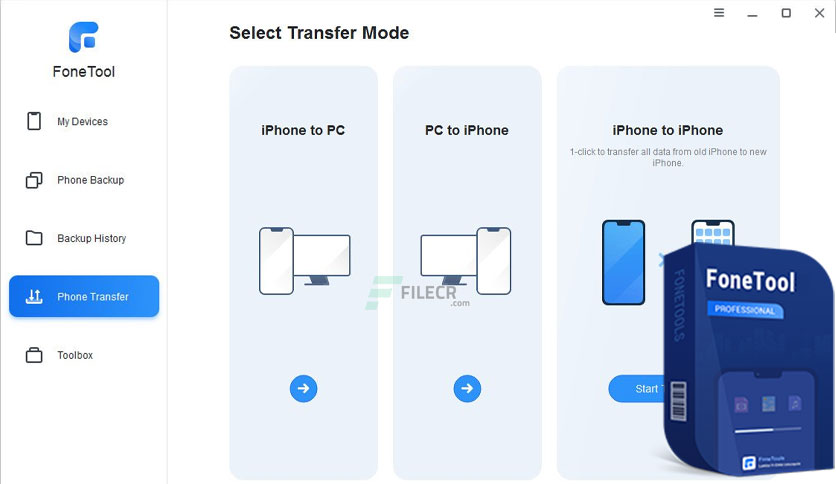 Select Transfer Mode
FoneTool
My Devices
Phone Backup
Backup History
Phone Transfer
Toolbox
iPhone to PC
PC to iPhone
iPhone to iPhone
1-click to transfer all data from old iPhone to new
iPhone.
FILECR
.com
Start
FONETOOLS
FoneTool
PROFESSIONAL
FoneTools